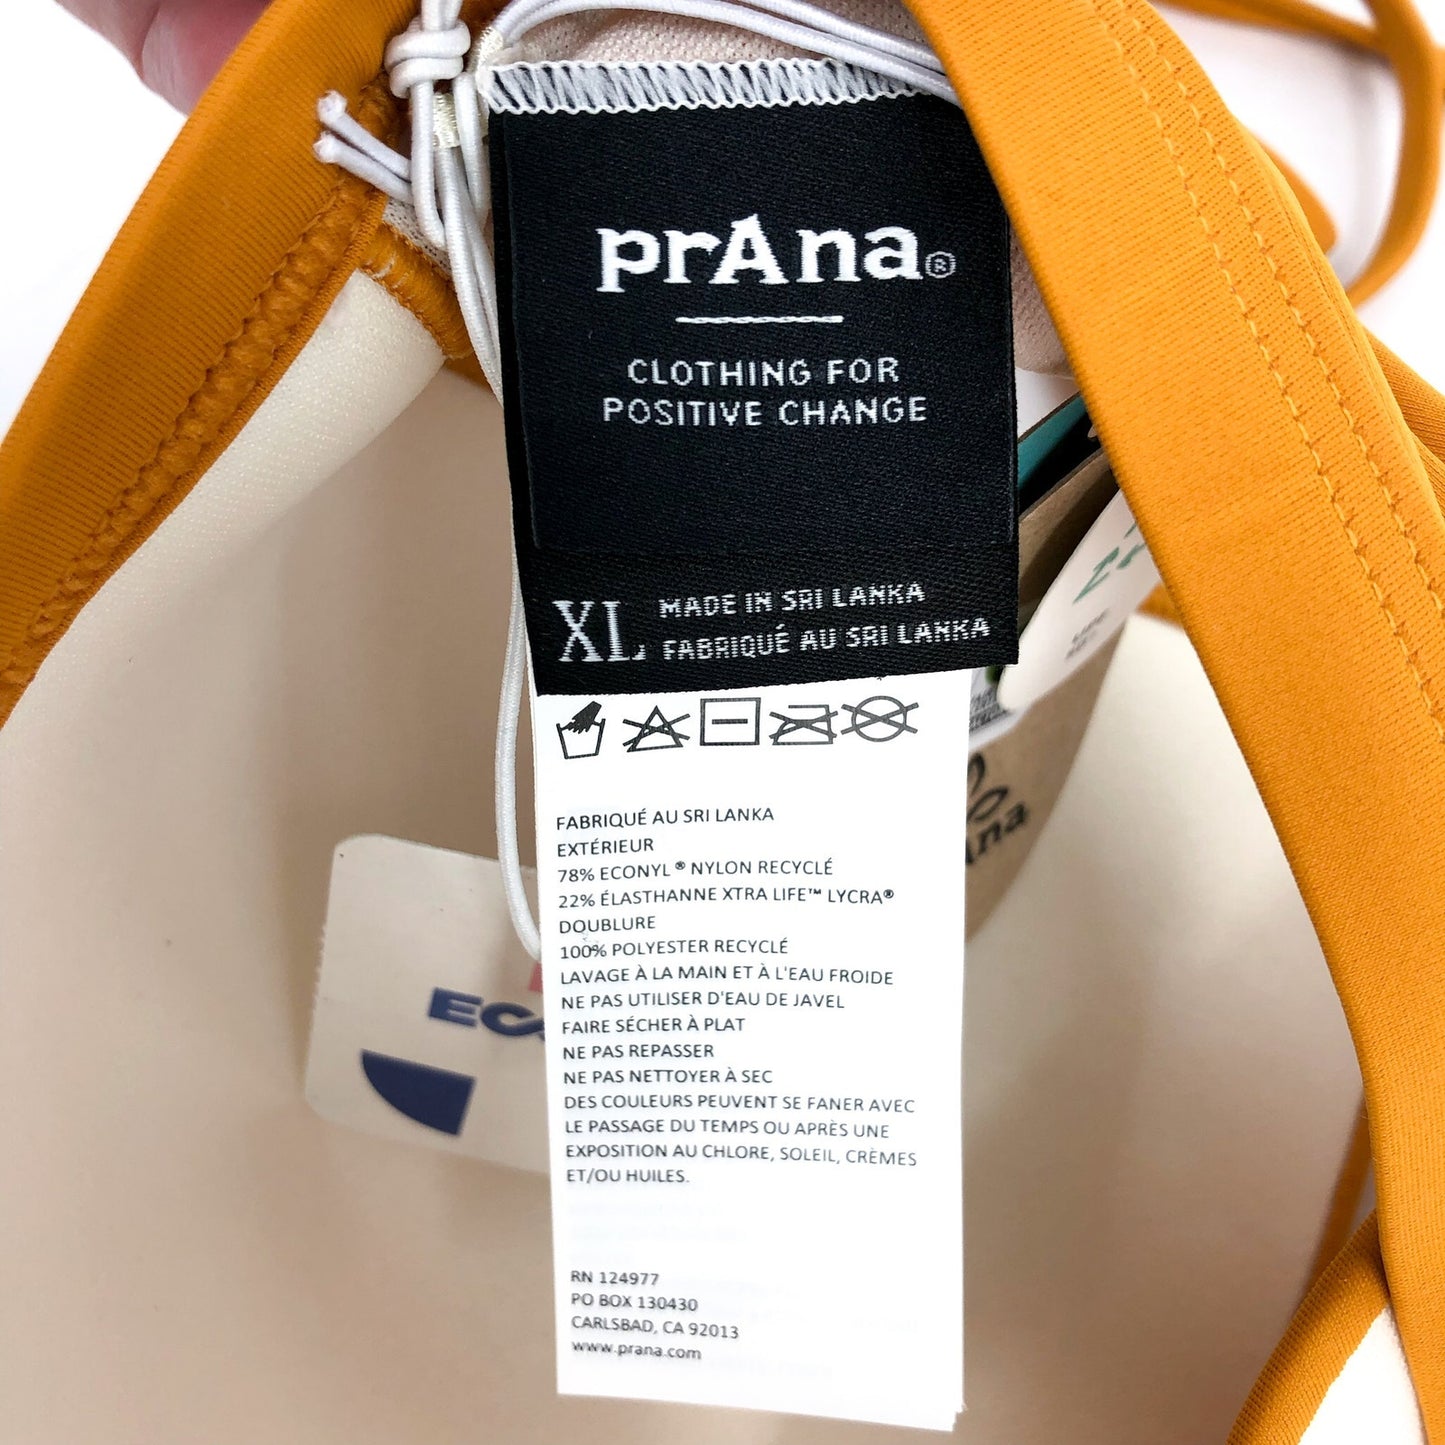 prAna®
CLOTHING FOR
POSITIVE CHANGE
XL MADE IN SRI LANKA
FABRIQUÉ AU SRI LANKA
FABRIQUÉ AU SRI LANKA
EXTÉRIEUR
78% ECONYL® NYLON RECYCLÉ
22% ÉLASTHANNE XTRA LIFE™ LYCRA®
DOUBLURE
100% POLYESTER RECYCLÉ
LAVAGE À LA MAIN ET À L'EAU FROIDE
NE PAS UTILISER D'EAU DE JAVEL
FAIRE SÉCHER À PLAT
NE PAS REPASSER
NE PAS NETTOYER À SEC
DES COULEURS PEUVENT SE FANER AVEC
LE PASSAGE DU TEMPS OU APRÈS UNE
EXPOSITION AU CHLORE, SOLEIL, CRÈMES
ET/OU HUILES.
RN 124977
PO BOX 130430
CARLSBAD, CA 92013
www.prana.com